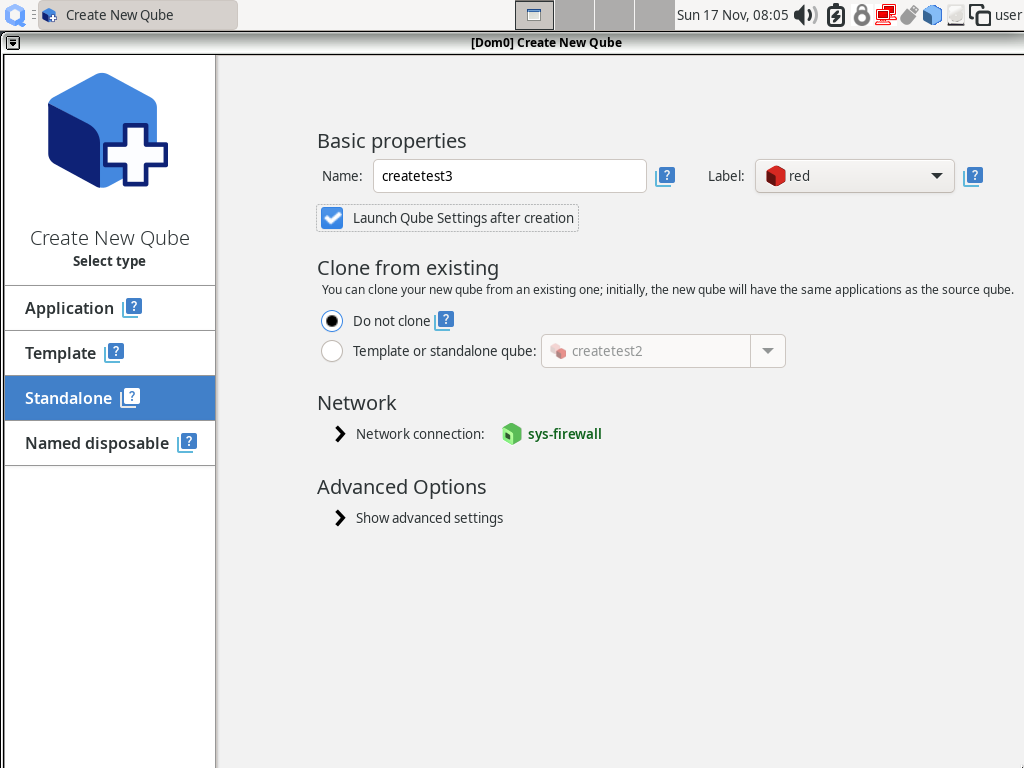 Create New Qube
Sun 17 Nov, 08:05
user
[Dom0] Create New Qube
Create New Qube
Select type
Application ?
Template ?
Standalone ?
Named disposable ?
Basic properties
Name: createtest3 ? Label: red ?
Launch Qube Settings after creation
Clone from existing
You can clone your new qube from an existing one; initially, the new qube will have the same applications as the source qube.
Do not clone ?
Template or standalone qube: createtest2
Network
Network connection: sys-firewall
Advanced Options
Show advanced settings